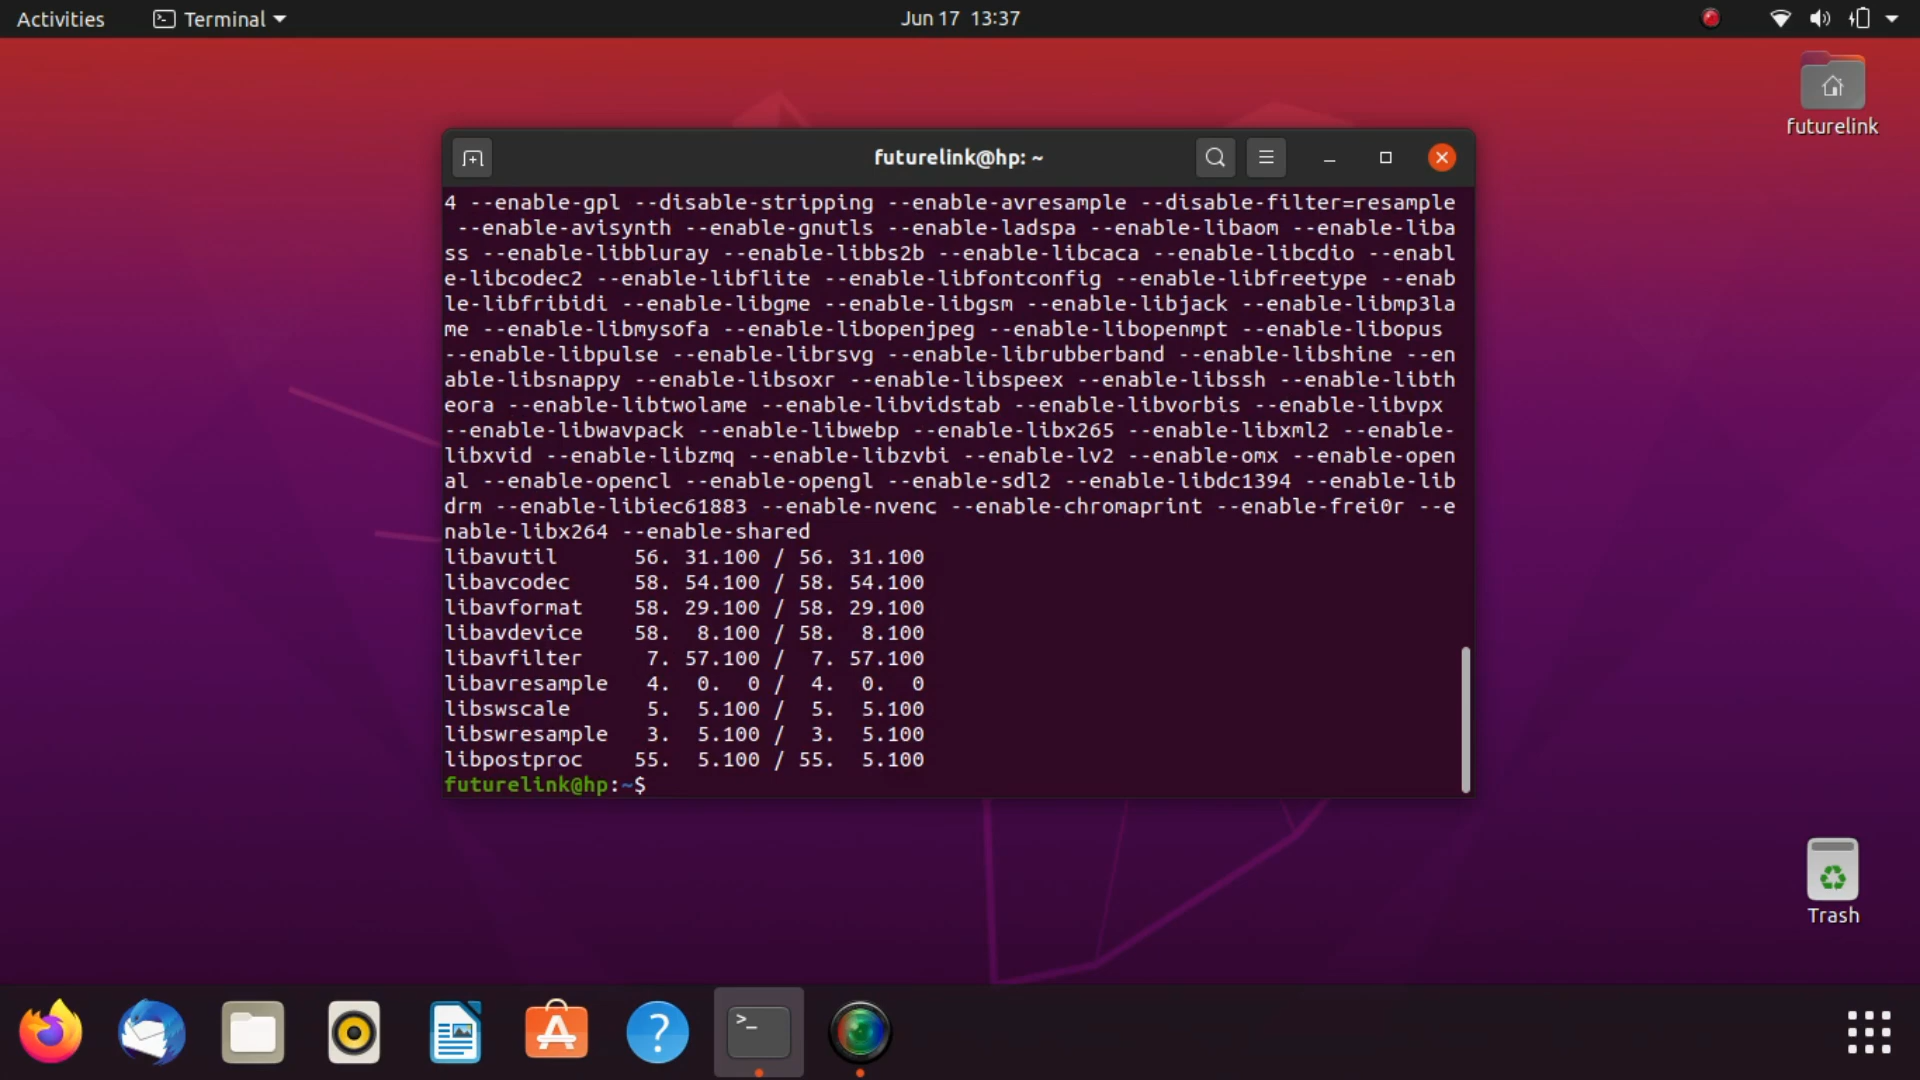 Activities
Terminal
Jun 17 13:37
futurelink
futurelink@hp: ~
4 --enable-gpl --disable-stripping --enable-avresample --disable-filter=resample
--enable-avisynth --enable-gnutls --enable-ladspa --enable-libaom --enable-liba
ss --enable-libbluray --enable-libbs2b --enable-libcaca --enable-libcdio --enabl
e-libcodec2 --enable-libflite --enable-libfontconfig --enable-libfreetype --enab
le-libfribidi --enable-libgme --enable-libgsm --enable-libjack --enable-libmp3la
me --enable-libmysofa --enable-libopenjpeg --enable-libopenmpt --enable-libopus
--enable-libpulse --enable-librsvg --enable-librubberband --enable-libshine --en
able-libsnappy --enable-libsoxr --enable-libspeex --enable-libssh --enable-libth
eora --enable-libtwolame --enable-libvidstab --enable-libvorbis --enable-libvpx
--enable-libwavpack --enable-libwebp --enable-libx265 --enable-libxml2 --enable-
libxvid --enable-libzmq --enable-libzvbi --enable-lv2 --enable-omx --enable-open
al --enable-opencl --enable-opengl --enable-sdl2 --enable-libdc1394 --enable-lib
drm --enable-libiec61883 --enable-nvenc --enable-chromaprint --enable-frei0r --e
nable-libx264 --enable-shared
libavutil      56. 31.100 / 56. 31.100
libavcodec     58. 54.100 / 58. 54.100
libavformat    58. 29.100 / 58. 29.100
libavdevice    58.  8.100 / 58.  8.100
libavfilter     7. 57.100 /  7. 57.100
libavresample   4.  0.  0 /  4.  0.  0
libswscale      5.  5.100 /  5.  5.100
libswresample   3.  5.100 /  3.  5.100
libpostproc    55.  5.100 / 55.  5.100
futurelink@hp:~$
Trash